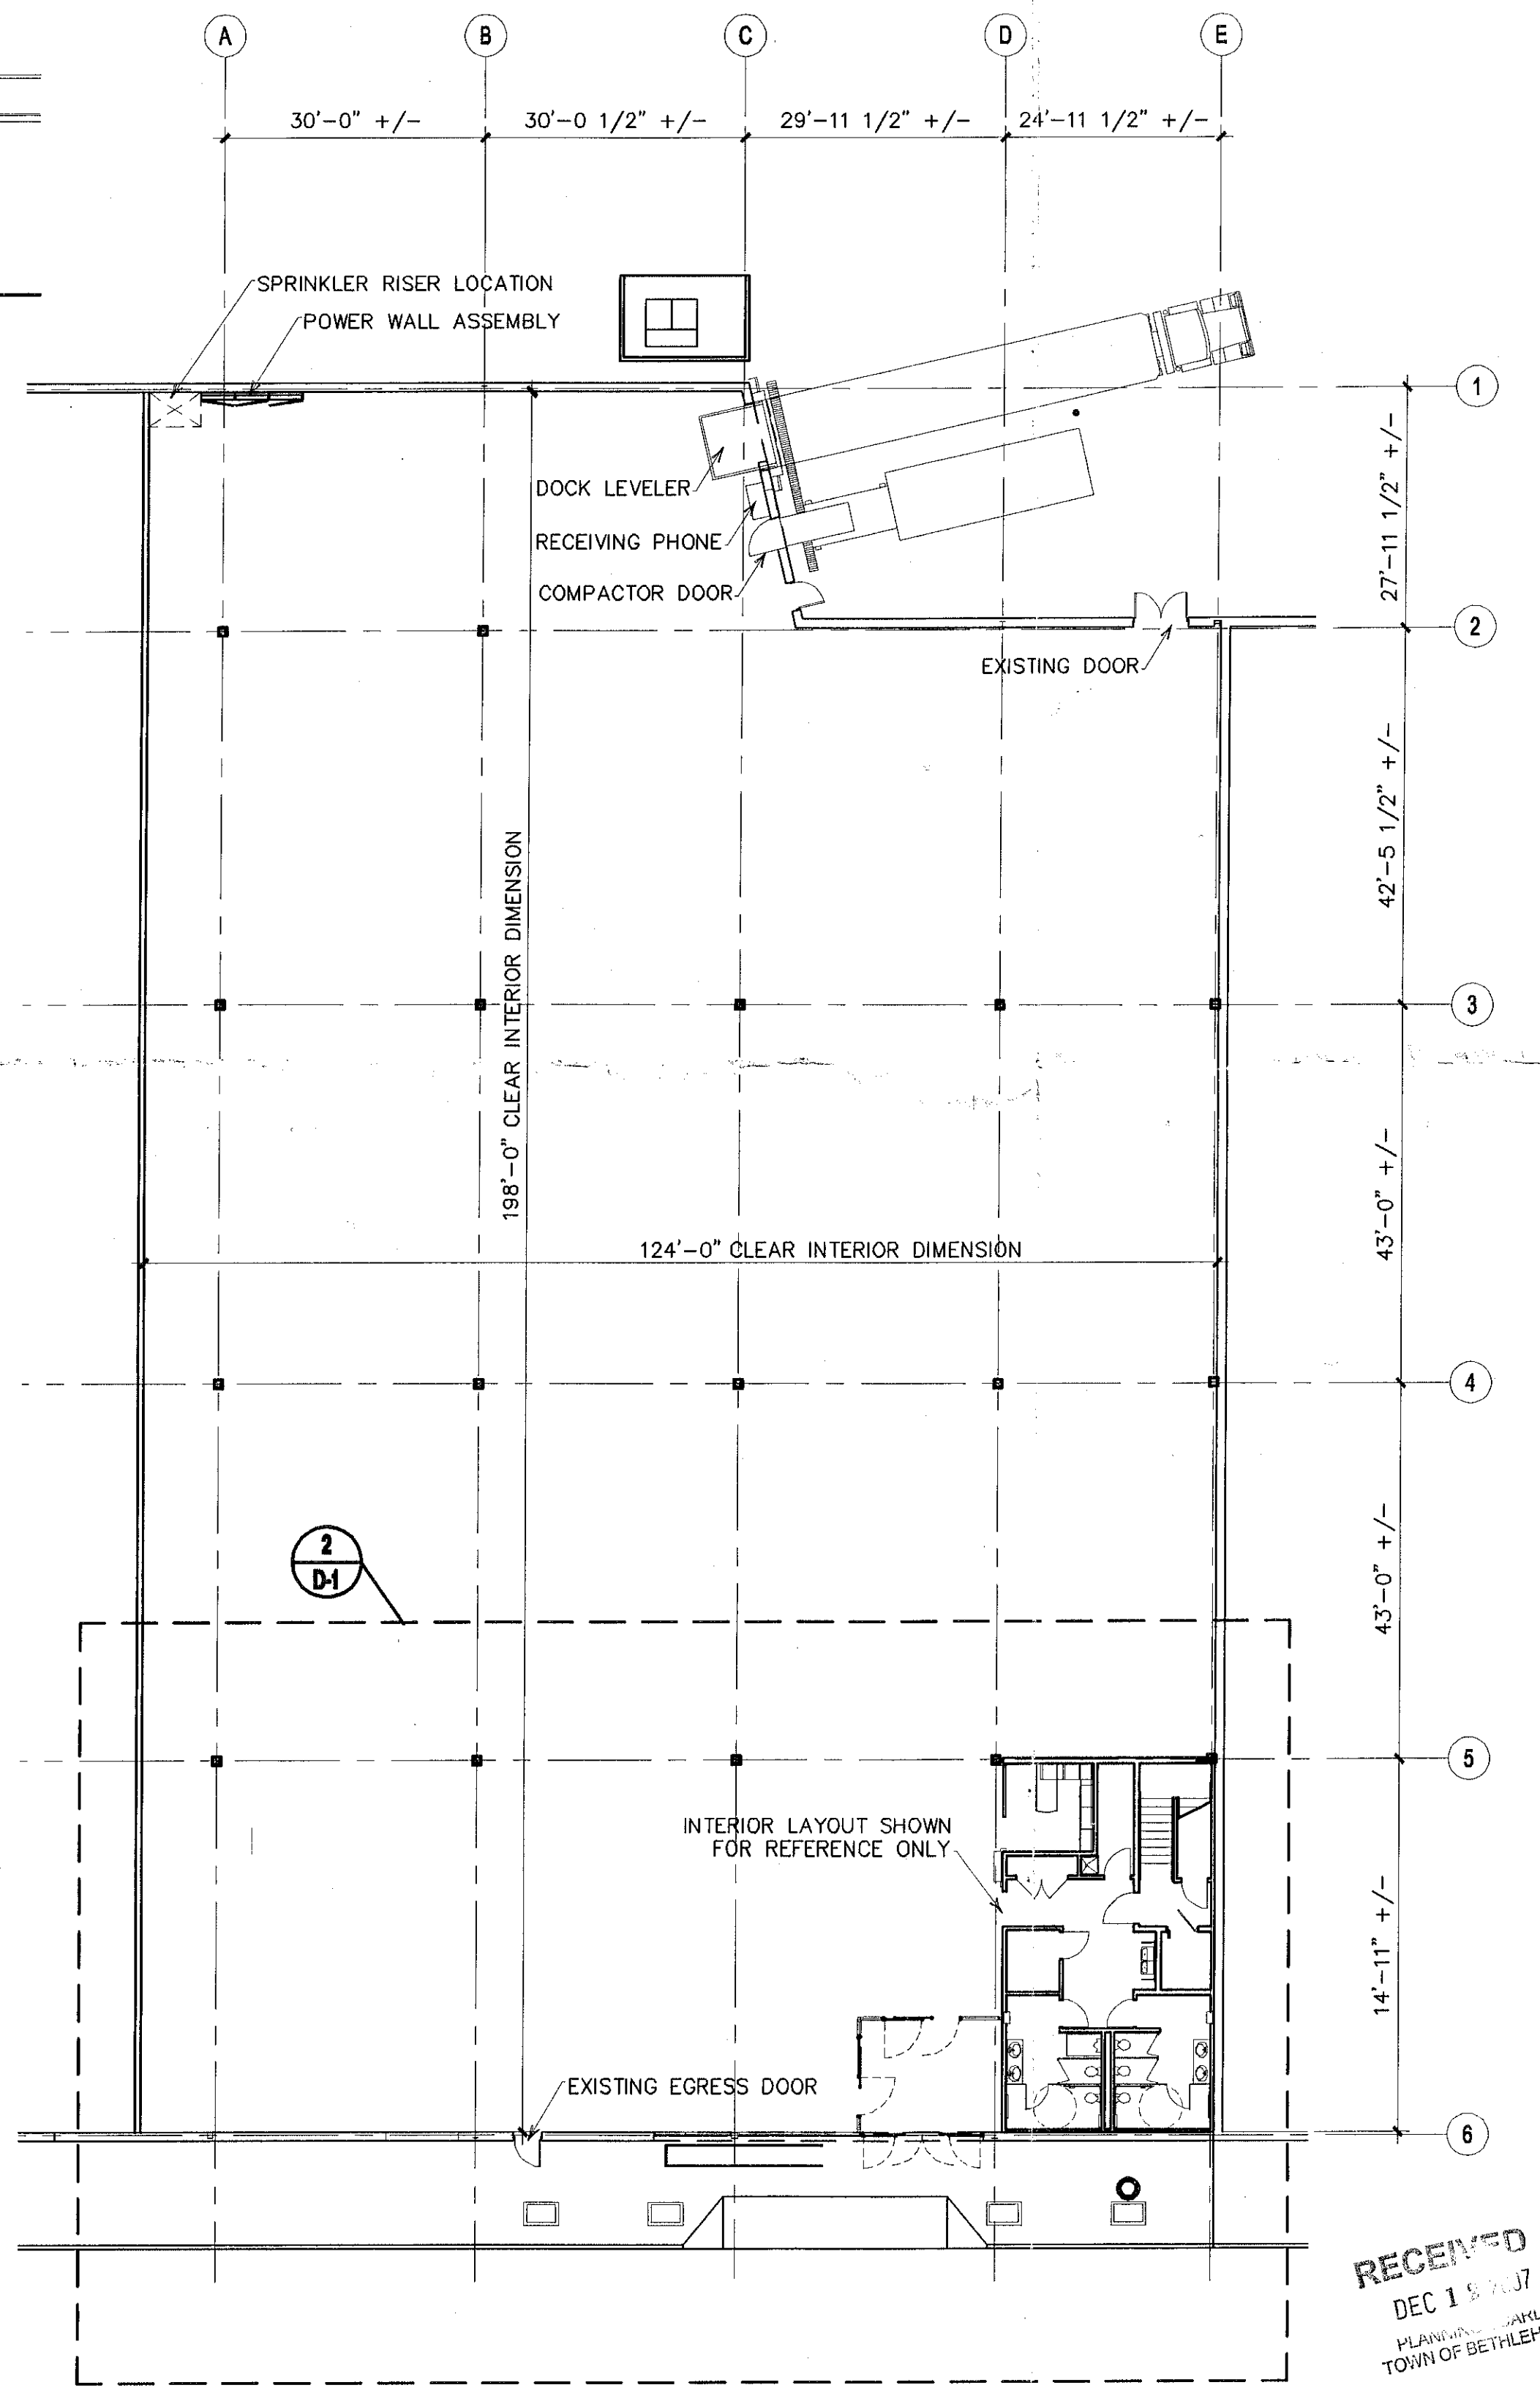 A
B
C
D
E
30'-0" +/-
30'-0 1/2" +/-
29'-11 1/2" +/-
24'-11 1/2" +/-
SPRINKLER RISER LOCATION
POWER WALL ASSEMBLY
1
DOCK LEVELER
RECEIVING PHONE
COMPACTOR DOOR
27'-11 1/2" +/-
2
EXISTING DOOR
42'-5 1/2" +/-
198'-0" CLEAR INTERIOR DIMENSION
3
43'-0" +/-
124'-0" CLEAR INTERIOR DIMENSION
4
2
D-1
43'-0" +/-
5
INTERIOR LAYOUT SHOWN
FOR REFERENCE ONLY
14'-11" +/-
EXISTING EGRESS DOOR
6
RECEIVED
DEC 1
TOWN OF